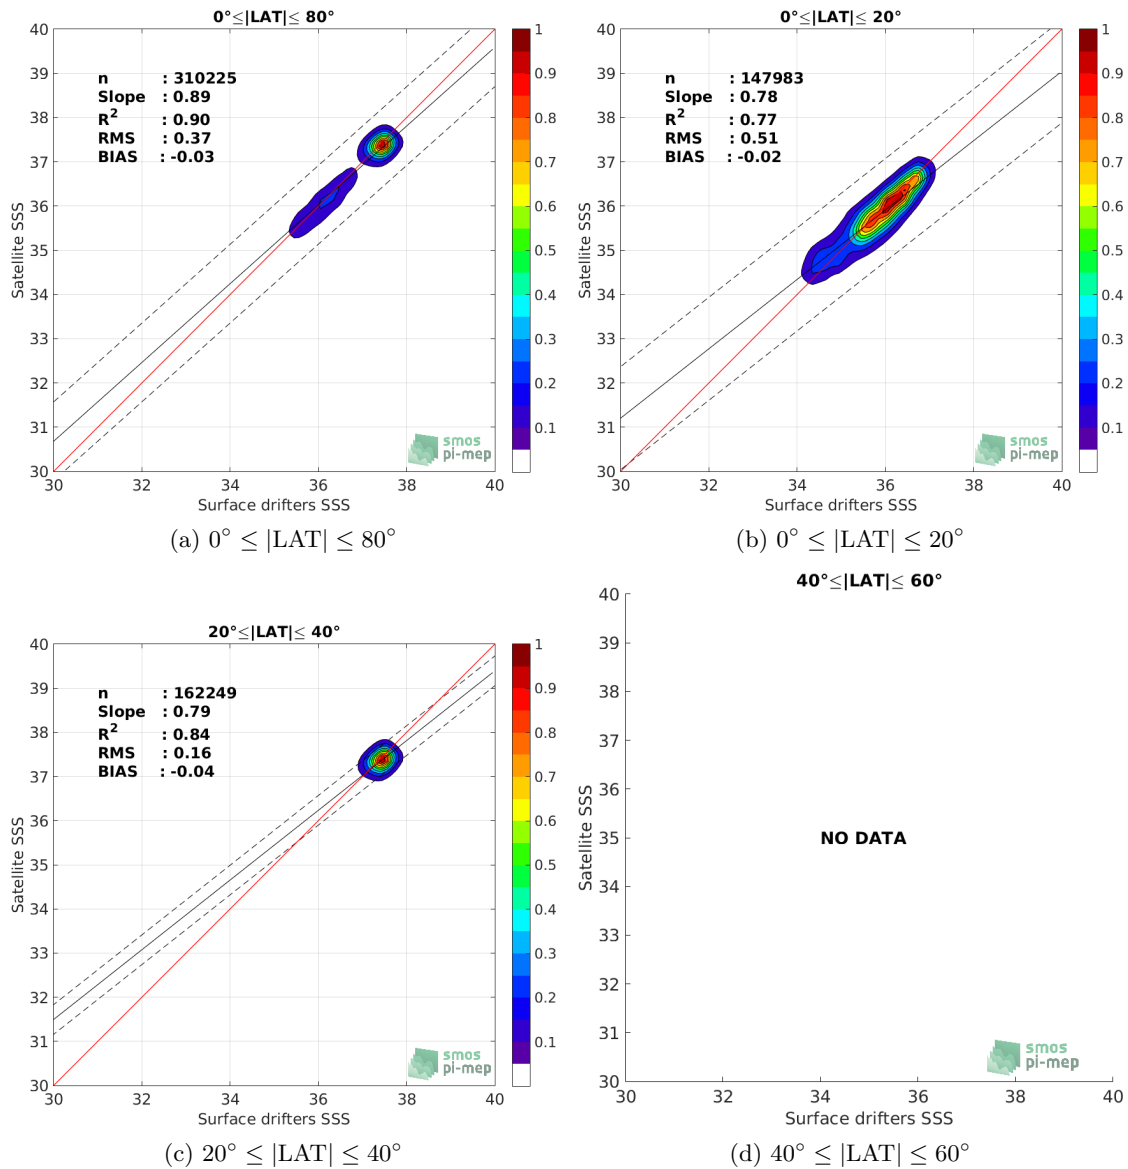 0°≤|LAT|≤ 80°
40
39
38
37
36
35
34
33
32
31
30
Satellite SSS
n : 310225
Slope : 0.89
R2 : 0.90
RMS : 0.37
BIAS : -0.03
smos
pi-mep
30 32 34 36 38 40
Surface drifters SSS
1
0.9
0.8
0.7
0.6
0.5
0.4
0.3
0.2
0.1
(a) 0° ≤ |LAT| ≤ 80°
0°≤|LAT|≤ 20°
40
39
38
37
36
35
34
33
32
31
30
Satellite SSS
n : 147983
Slope : 0.78
R2 : 0.77
RMS : 0.51
BIAS : -0.02
smos
pi-mep
30 32 34 36 38 40
Surface drifters SSS
1
0.9
0.8
0.7
0.6
0.5
0.4
0.3
0.2
0.1
(b) 0° ≤ |LAT| ≤ 20°
20°≤|LAT|≤ 40°
40
39
38
37
36
35
34
33
32
31
30
Satellite SSS
n : 162249
Slope : 0.79
R2 : 0.84
RMS : 0.16
BIAS : -0.04
smos
pi-mep
30 32 34 36 38 40
Surface drifters SSS
1
0.9
0.8
0.7
0.6
0.5
0.4
0.3
0.2
0.1
(c) 20° ≤ |LAT| ≤ 40°
40°≤|LAT|≤ 60°
40
39
38
37
36
35
34
33
32
31
30
Satellite SSS
NO DATA
smos
pi-mep
30 32 34 36 38 40
Surface drifters SSS
(d) 40° ≤ |LAT| ≤ 60°